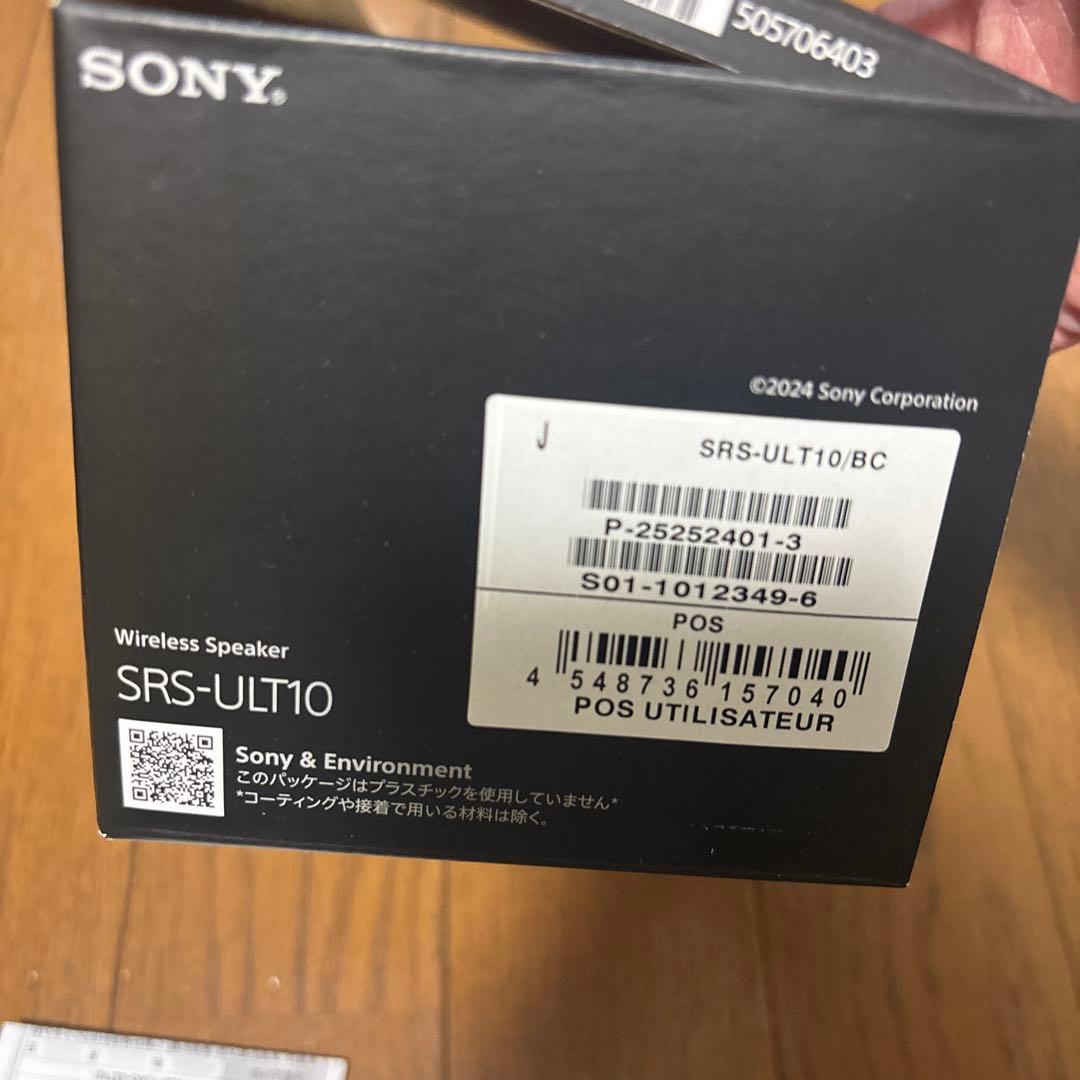 505706403
SONY®
©2024 Sony Corporation
J SRS-ULT10/BC
P-25252401-3
S01-1012349-6
POS
4 548736 157040
POS UTILISATEUR
Wireless Speaker
SRS-ULT10
Sony & Environment
このパッケージはプラスチックを使用していません*
*コーティングや接着で用いる材料は除く。